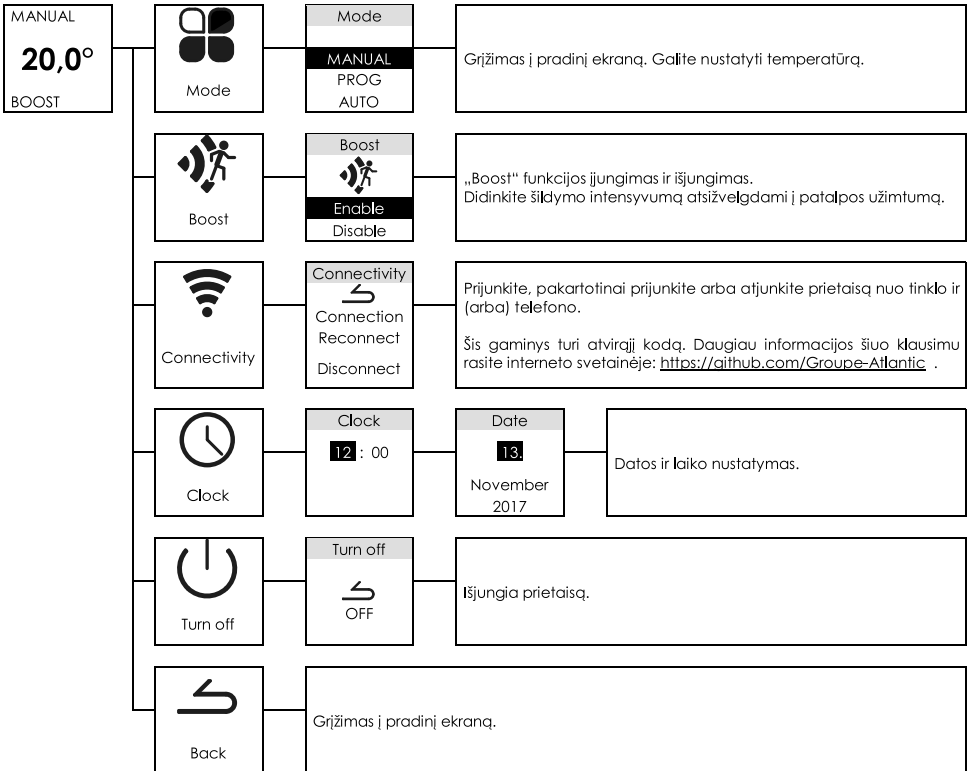 MANUAL
20,0°
BOOST
Mode
Mode
MANUAL
PROG
AUTO
Grįžimas į pradinį ekraną. Galite nustatyti temperatūrą.
Boost
Boost
Enable
Disable
„Boost“ funkcijos įjungimas ir išjungimas.
Didinkite šildymo intensyvumą atsižvelgdami į patalpos užimtumą.
Connectivity
Connectivity
Connection
Reconnect
Disconnect
Prijunkite, pakartotinai prijunkite arba atjunkite prietaisą nuo tinklo ir
(arba) telefono.
Šis gaminys turi atvirąjį kodą. Daugiau informacijos šiuo klausimu
rasite interneto svetainėje: https://github.com/Groupe-Atlantic .
Clock
Clock
12 : 00
Date
13.
November
2017
Datos ir laiko nustatymas.
Turn off
Turn off
OFF
Išjungia prietaisą.
Back
Grįžimas į pradinį ekraną.